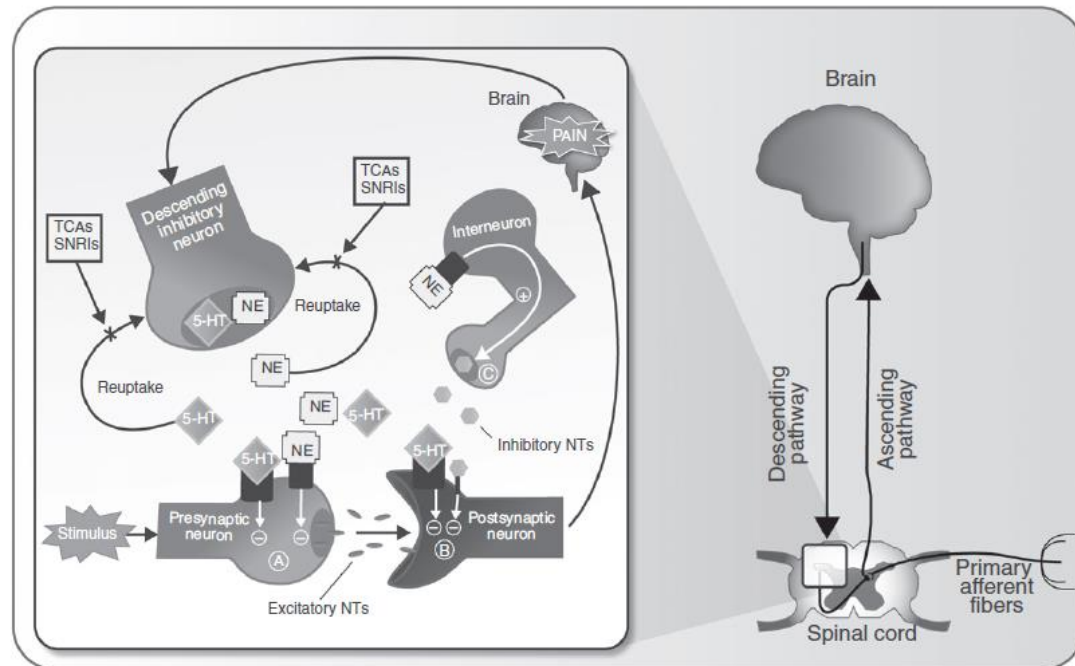 Brain
PAIN
TCAs
SNRIs
Descending
inhibitory
neuron
TCAs
SNRIs
Interneuron
NE
+
C
5-HT
NE
Reuptake
NE
Reuptake
5-HT
NE
5-HT
Inhibitory NTs
5-HT
NE
5-HT
Stimulus
Presynaptic
neuron
− −
A
− −
B
Postsynaptic
neuron
Excitatory NTs
Brain
Descending
pathway
Ascending
pathway
Primary
afferent
fibers
Spinal cord